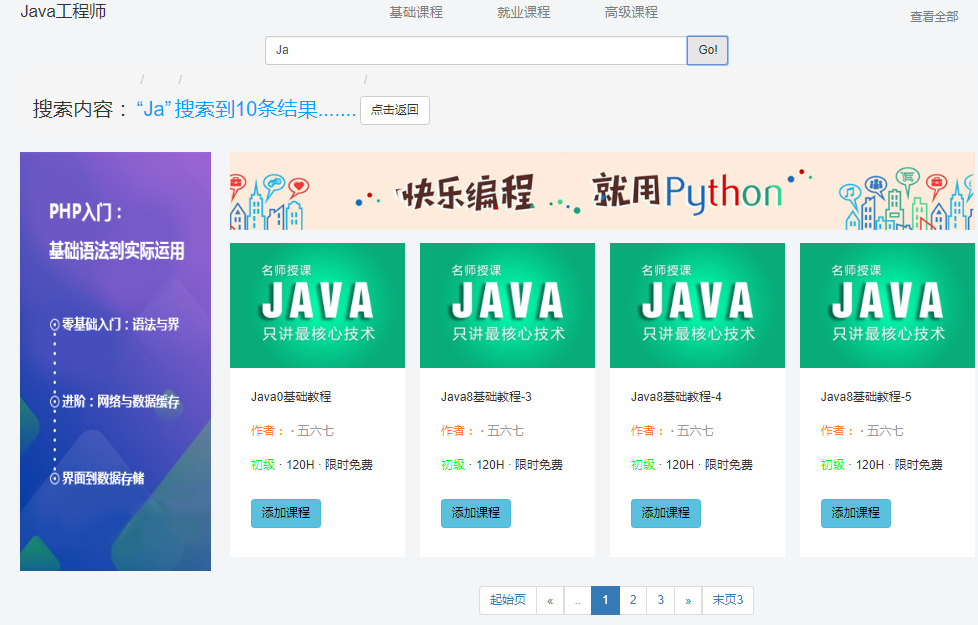 Java工程师 基础课程 就业课程 高级课程 查看全部
Ja Go!
/ / /
搜索内容： “Ja” 搜索到10条结果....... 点击返回
PHP入门：
基础语法到实际运用
零基础入门：语法与界
进阶：网络与数据缓存
界面到数据存储
快乐编程 就用Python
名师授课
JAVA
只讲最核心技术
Java0基础教程
作者： · 五六七
初级 · 120H · 限时免费
添加课程
名师授课
JAVA
只讲最核心技术
Java8基础教程-3
作者： · 五六七
初级 · 120H · 限时免费
添加课程
名师授课
JAVA
只讲最核心技术
Java8基础教程-4
作者： · 五六七
初级 · 120H · 限时免费
添加课程
名师授课
JAVA
只讲最核心技术
Java8基础教程-5
作者： · 五六七
初级 · 120H · 限时免费
添加课程
起始页 « .. 1 2 3 » 末页3